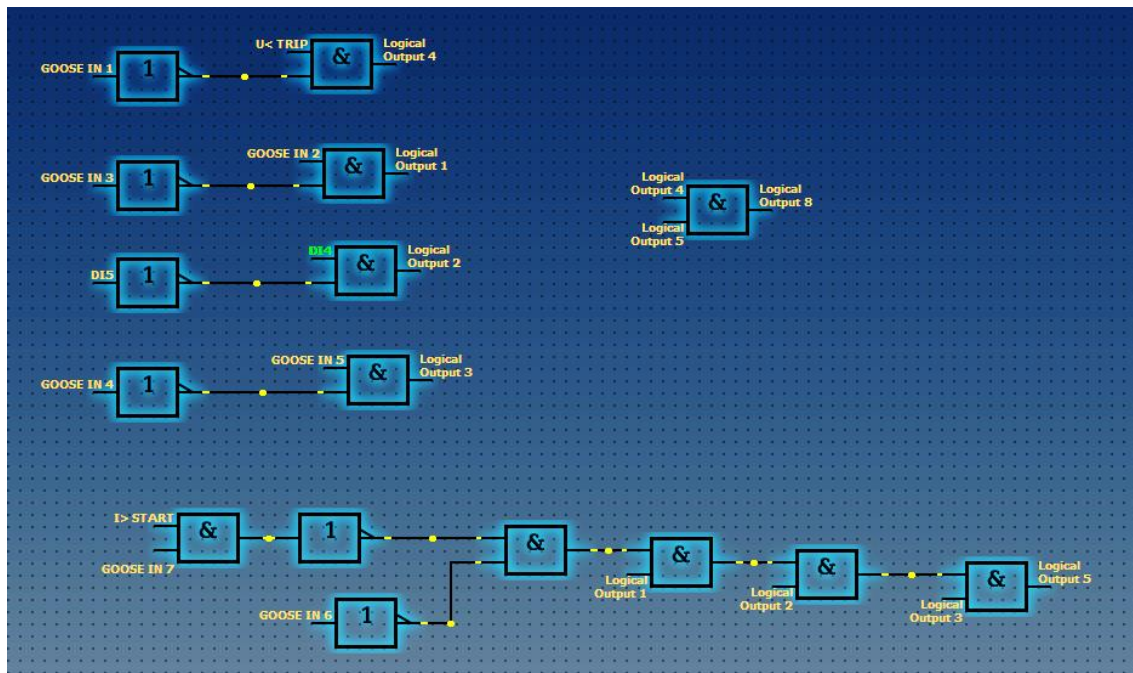 U< TRIP
&
Logical
Output 4
GOOSE IN 1
1
GOOSE IN 2
&
Logical
Output 1
GOOSE IN 3
1
Logical
Output 4
&
Logical
Output 8
Logical
Output 5
DI4
&
Logical
Output 2
DI5
1
GOOSE IN 5
&
Logical
Output 3
GOOSE IN 4
1
I> START
&
1
GOOSE IN 7
&
&
Logical
Output 1
&
Logical
Output 2
&
Logical
Output 5
Logical
Output 3
GOOSE IN 6
1